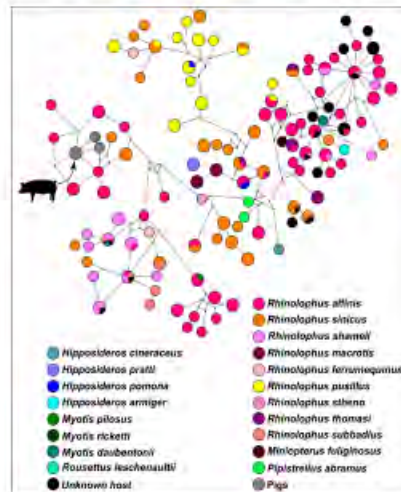 Hipposideros cineraceus
Hipposideros pratti
Hipposideros pomona
Hipposideros armiger
Myotis pilosus
Myotis ricketti
Myotis daubentonii
Rousettus leschenaultii
Unknown host
Rhinolophus affinis
Rhinolophus sinicus
Rhinolophus shameli
Rhinolophus macrotis
Rhinolophus ferrumequinum
Rhinolophus pusillus
Rhinolophus stheno
Rhinolophus thomasi
Rhinolophus subbadius
Miniopterus fuliginosus
Pipistrellus abramus
Pigs